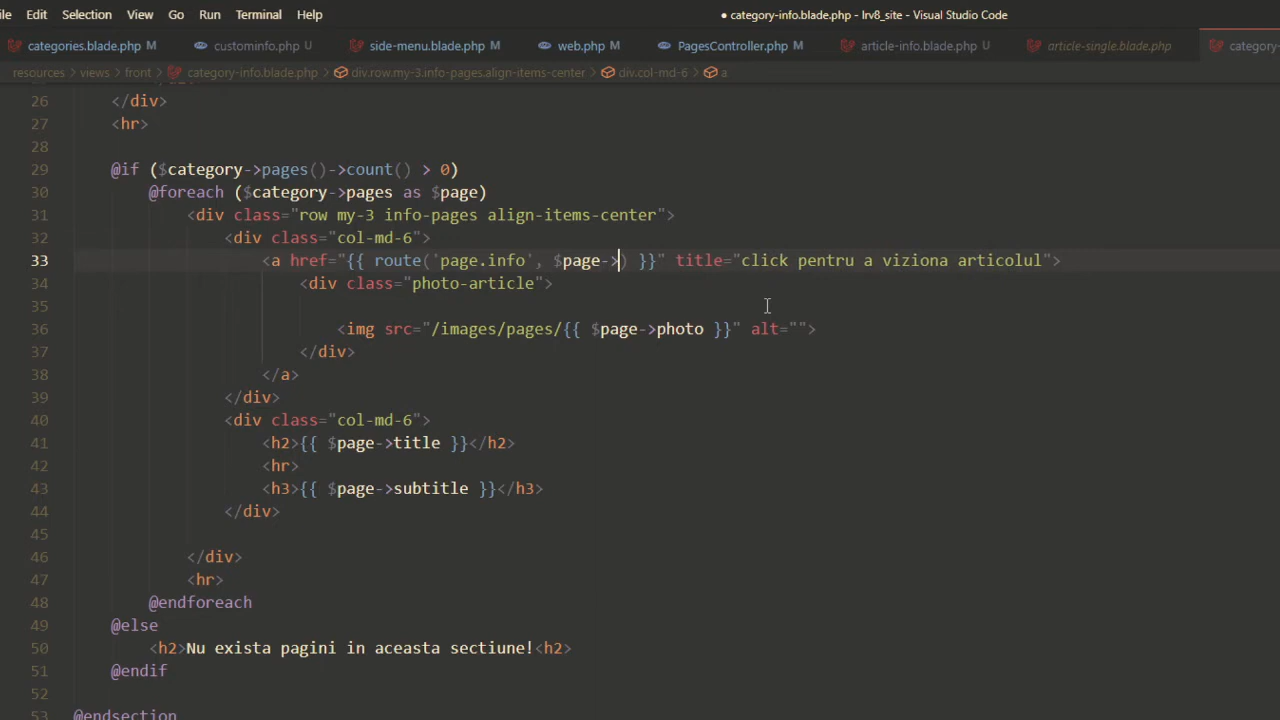 ile Edit Selection View Go Run Terminal Help ● category-info.blade.php - lrv8_site - Visual Studio Code
categories.blade.php M custominfo.php U side-menu.blade.php M web.php M PagesController.php M article-info.blade.php U article-single.blade.php category-
resources > views > front > category-info.blade.php > div.row.my-3.info-pages.align-items-center > div.col-md-6 > a
26 </div>
27 <hr>
28
29 @if ($category->pages()->count() > 0)
30 @foreach ($category->pages as $page)
31 <div class="row my-3 info-pages align-items-center">
32 <div class="col-md-6">
33 <a href="{{ route('page.info', $page->) }}" title="click pentru a viziona articolul">
34 <div class="photo-article">
35
36 <img src="/images/pages/{{ $page->photo }}" alt="">
37 </div>
38 </a>
39 </div>
40 <div class="col-md-6">
41 <h2>{{ $page->title }}</h2>
42 <hr>
43 <h3>{{ $page->subtitle }}</h3>
44 </div>
45
46 </div>
47 <hr>
48 @endforeach
49 @else
50 <h2>Nu exista pagini in aceasta sectiune!<h2>
51 @endif
52
53 @endsection